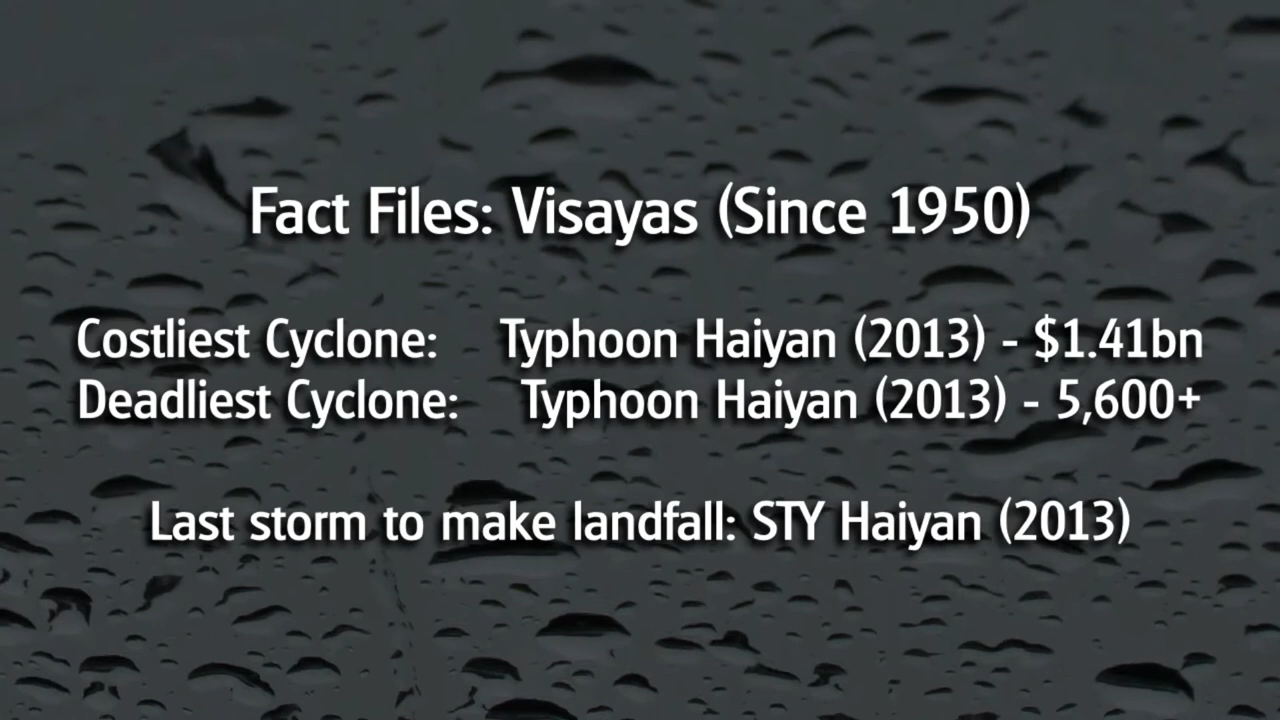 Fact Files: Visayas (Since 1950)
Costliest Cyclone: Typhoon Haiyan (2013) - $1.41bn
Deadliest Cyclone: Typhoon Haiyan (2013) - 5,600+
Last storm to make landfall: STY Haiyan (2013)